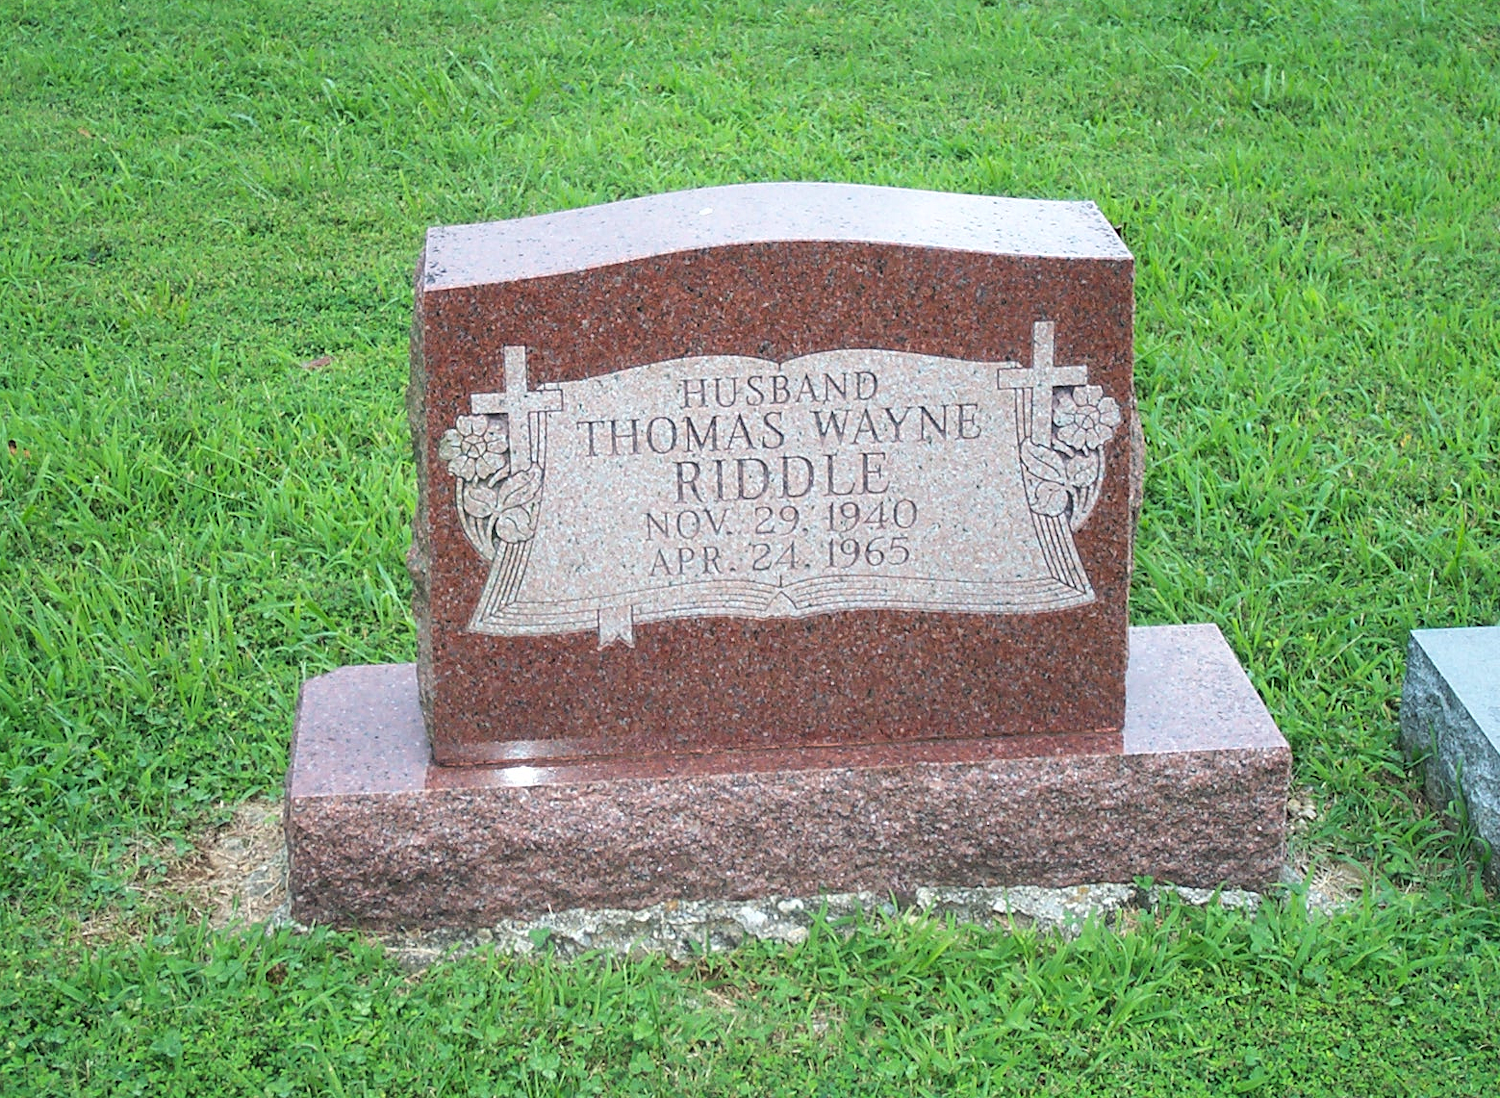 HUSBAND
THOMAS WAYNE
RIDDLE
NOV. 29, 1940
APR. 24, 1965